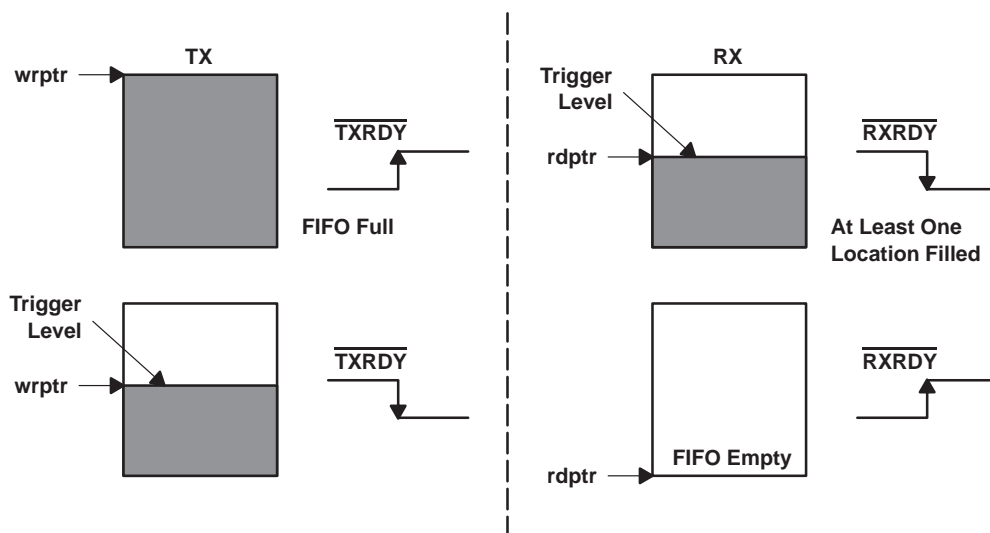 TX
wrptr
TXRDY
FIFO Full
Trigger
Level
wrptr
TXRDY
RX
Trigger
Level
rdptr
RXRDY
At Least One
Location Filled
RXRDY
FIFO Empty
rdptr